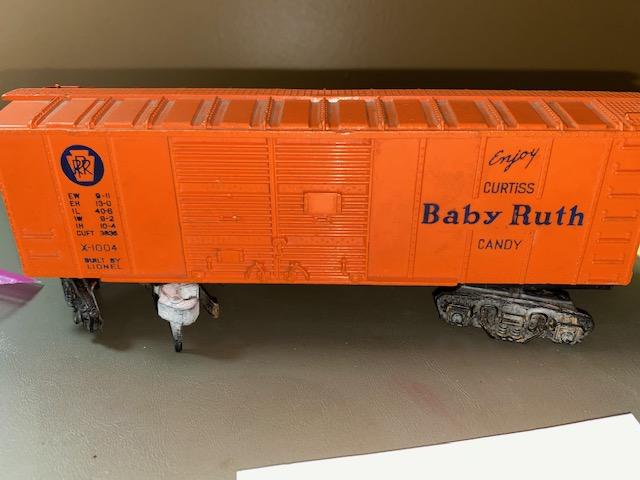 PRR
EW 9-11
EH 13-0
IL 40-6
IW 9-2
IH 10-4
CUFT 3836
X-1004
BUILT BY
LIONEL
Enjoy
CURTISS
Baby Ruth
CANDY